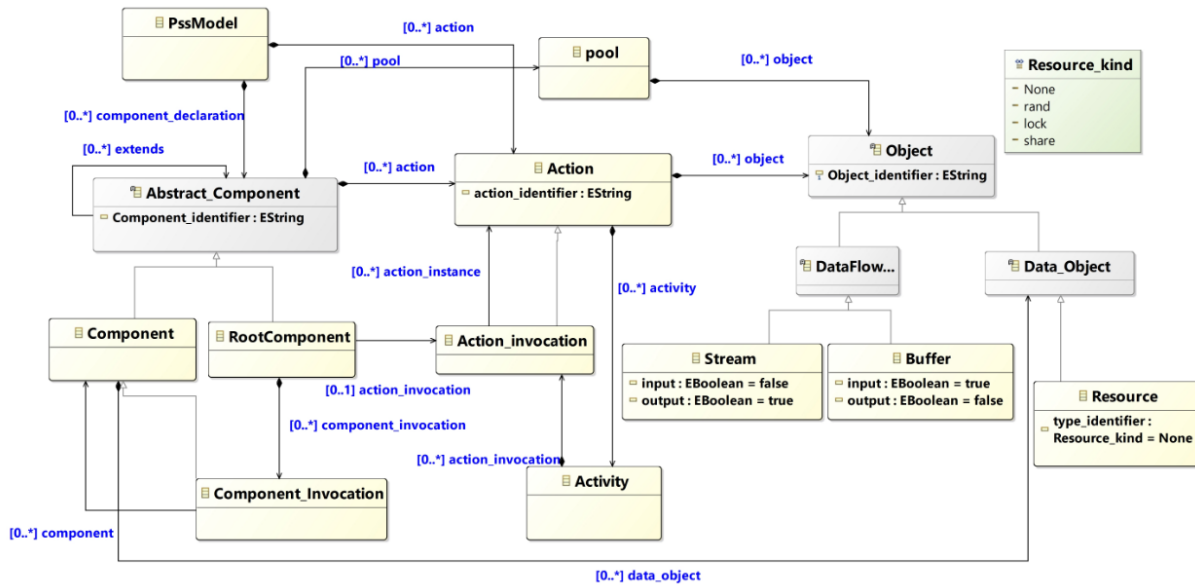 PssModel
[0..*] action
[0..*] pool
pool
[0..*] object
Resource_kind
None
rand
lock
share
[0..*] component_declaration
[0..*] extends
[0..*] action
Action
action_identifier : EString
[0..*] object
Object
Object_identifier : EString
Abstract_Component
Component_identifier : EString
[0..*] action_instance
[0..*] activity
DataFlow...
Data_Object
Component
RootComponent
Action_invocation
Stream
input : EBoolean = false
output : EBoolean = true
Buffer
input : EBoolean = true
output : EBoolean = false
Resource
type_identifier :
Resource_kind = None
[0..1] action_invocation
[0..*] component_invocation
[0..*] action_invocation
Component_Invocation
Activity
[0..*] component
[0..*] data_object